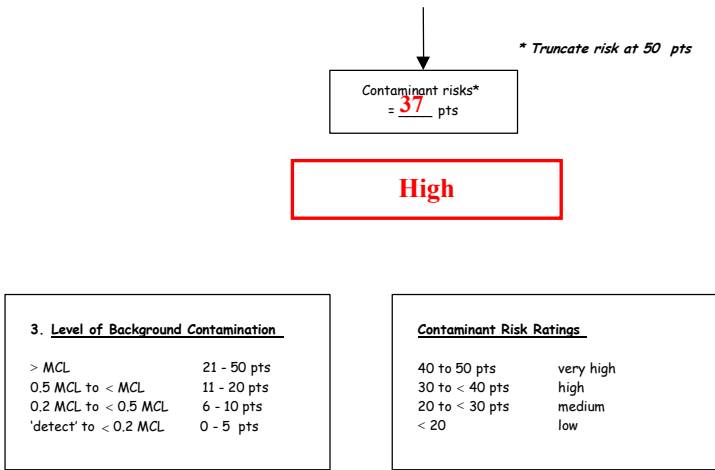 * Truncate risk at 50 pts
Contaminant risks*
= 37 pts
High
3. Level of Background Contamination
> MCL 21 - 50 pts
0.5 MCL to < MCL 11 - 20 pts
0.2 MCL to < 0.5 MCL 6 - 10 pts
‘detect’ to < 0.2 MCL 0 - 5 pts
Contaminant Risk Ratings
40 to 50 pts very high
30 to < 40 pts high
20 to < 30 pts medium
< 20 low